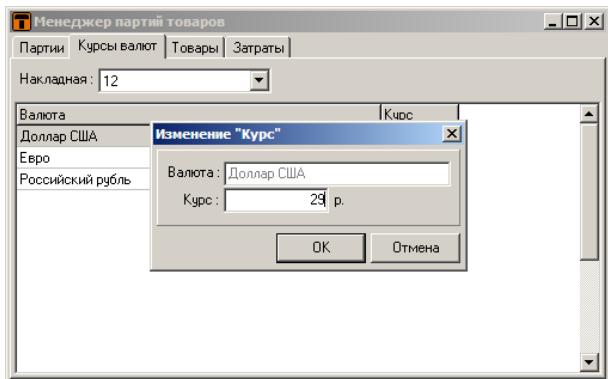 Менеджер партий товаров
Партии Курсы валют Товары Затраты
Накладная : 12
Валюта Курс
Доллар США
Евро
Российский рубль
Изменение "Курс"
Валюта : Доллар США
Курс : 29 р.
OK Отмена